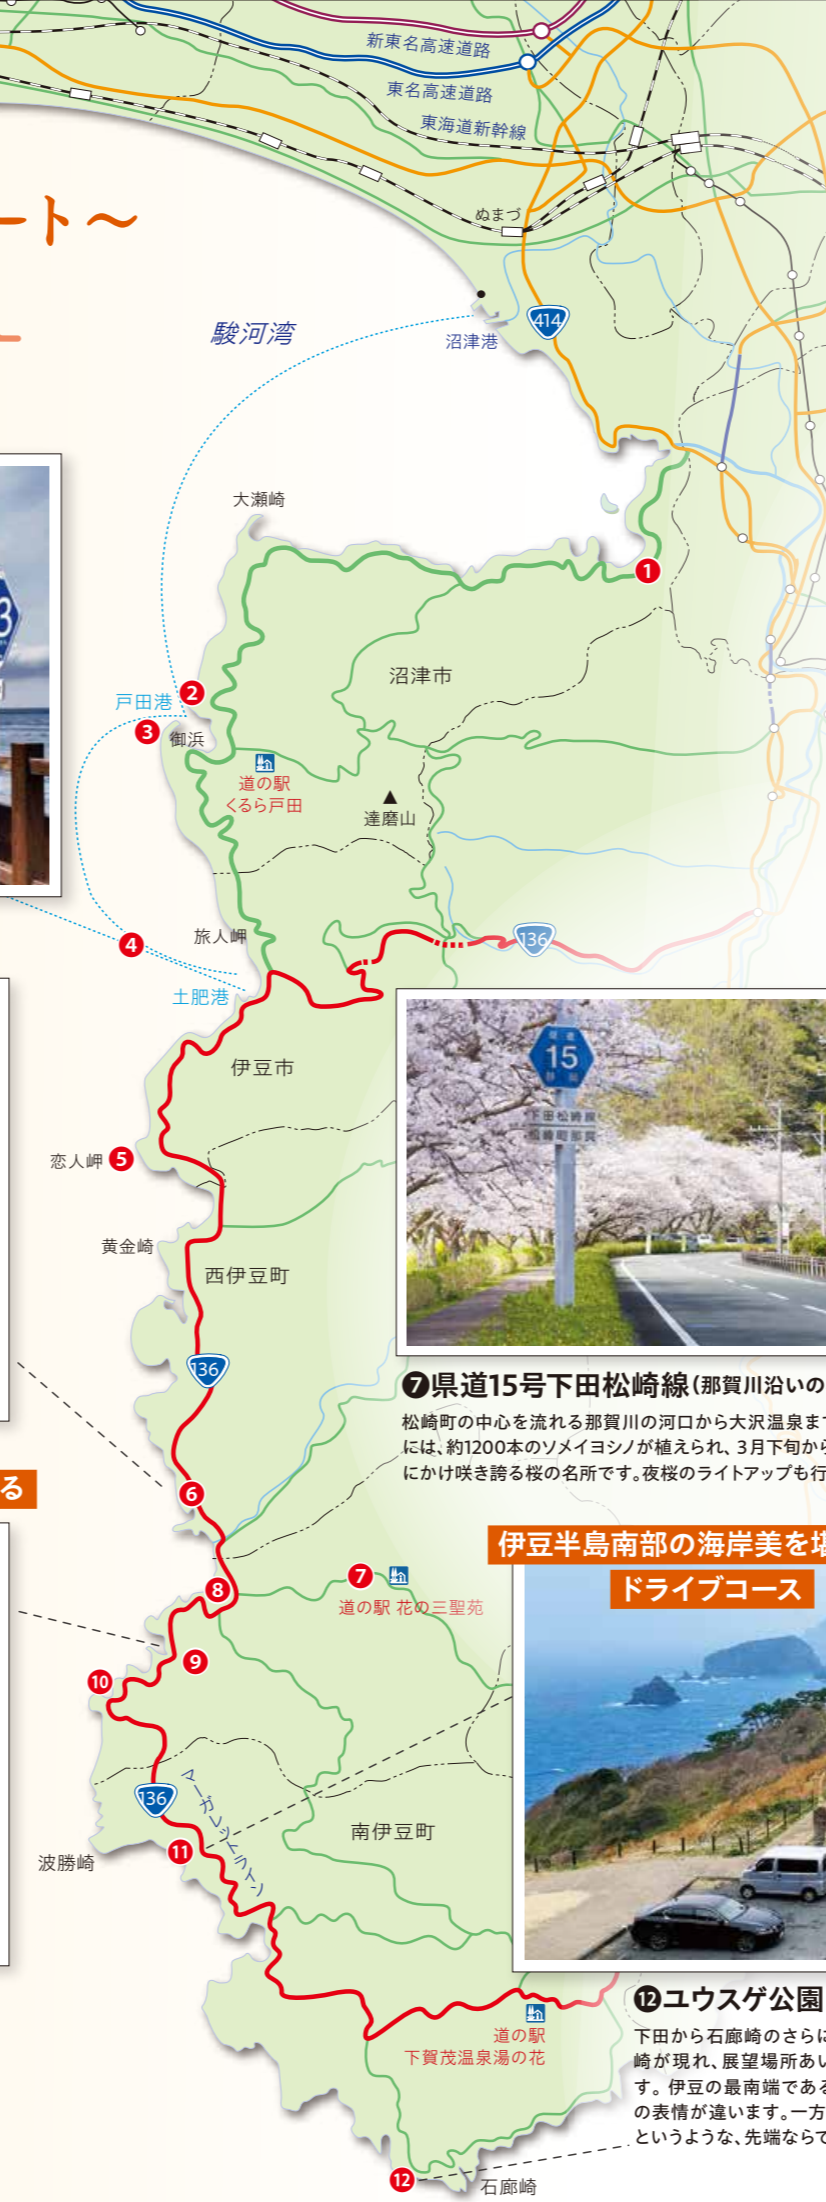 新東名高速道路
東名高速道路
東海道新幹線
ート～
ぬまづ
414
駿河湾
沼津港
大瀬崎
1
3
沼津市
2
戸田港
3
御浜
道の駅
くるら戸田
達磨山
旅人岬
4
136
土肥港
15
下田松崎線
伊豆市
恋人岬
5
黄金崎
西伊豆町
136
❼県道15号下田松崎線(那賀川沿いの
松崎町の中心を流れる那賀川の河口から大沢温泉ま
には、約1200本のソメイヨシノが植えられ、3月下旬から
にかけ咲き誇る桜の名所です。夜桜のライトアップも行
る
6
伊豆半島南部の海岸美を堪
ドライブコース
7
8
道の駅 花の三聖苑
9
10
136
マーガレットライン
南伊豆町
11
波勝崎
⓬ユウスゲ公園
道の駅
下賀茂温泉湯の花
下田から石廊崎のさらに
崎が現れ、展望場所あい
す。伊豆の最南端である
の表情が違います。一方
というような、先端ならで
12
石廊崎